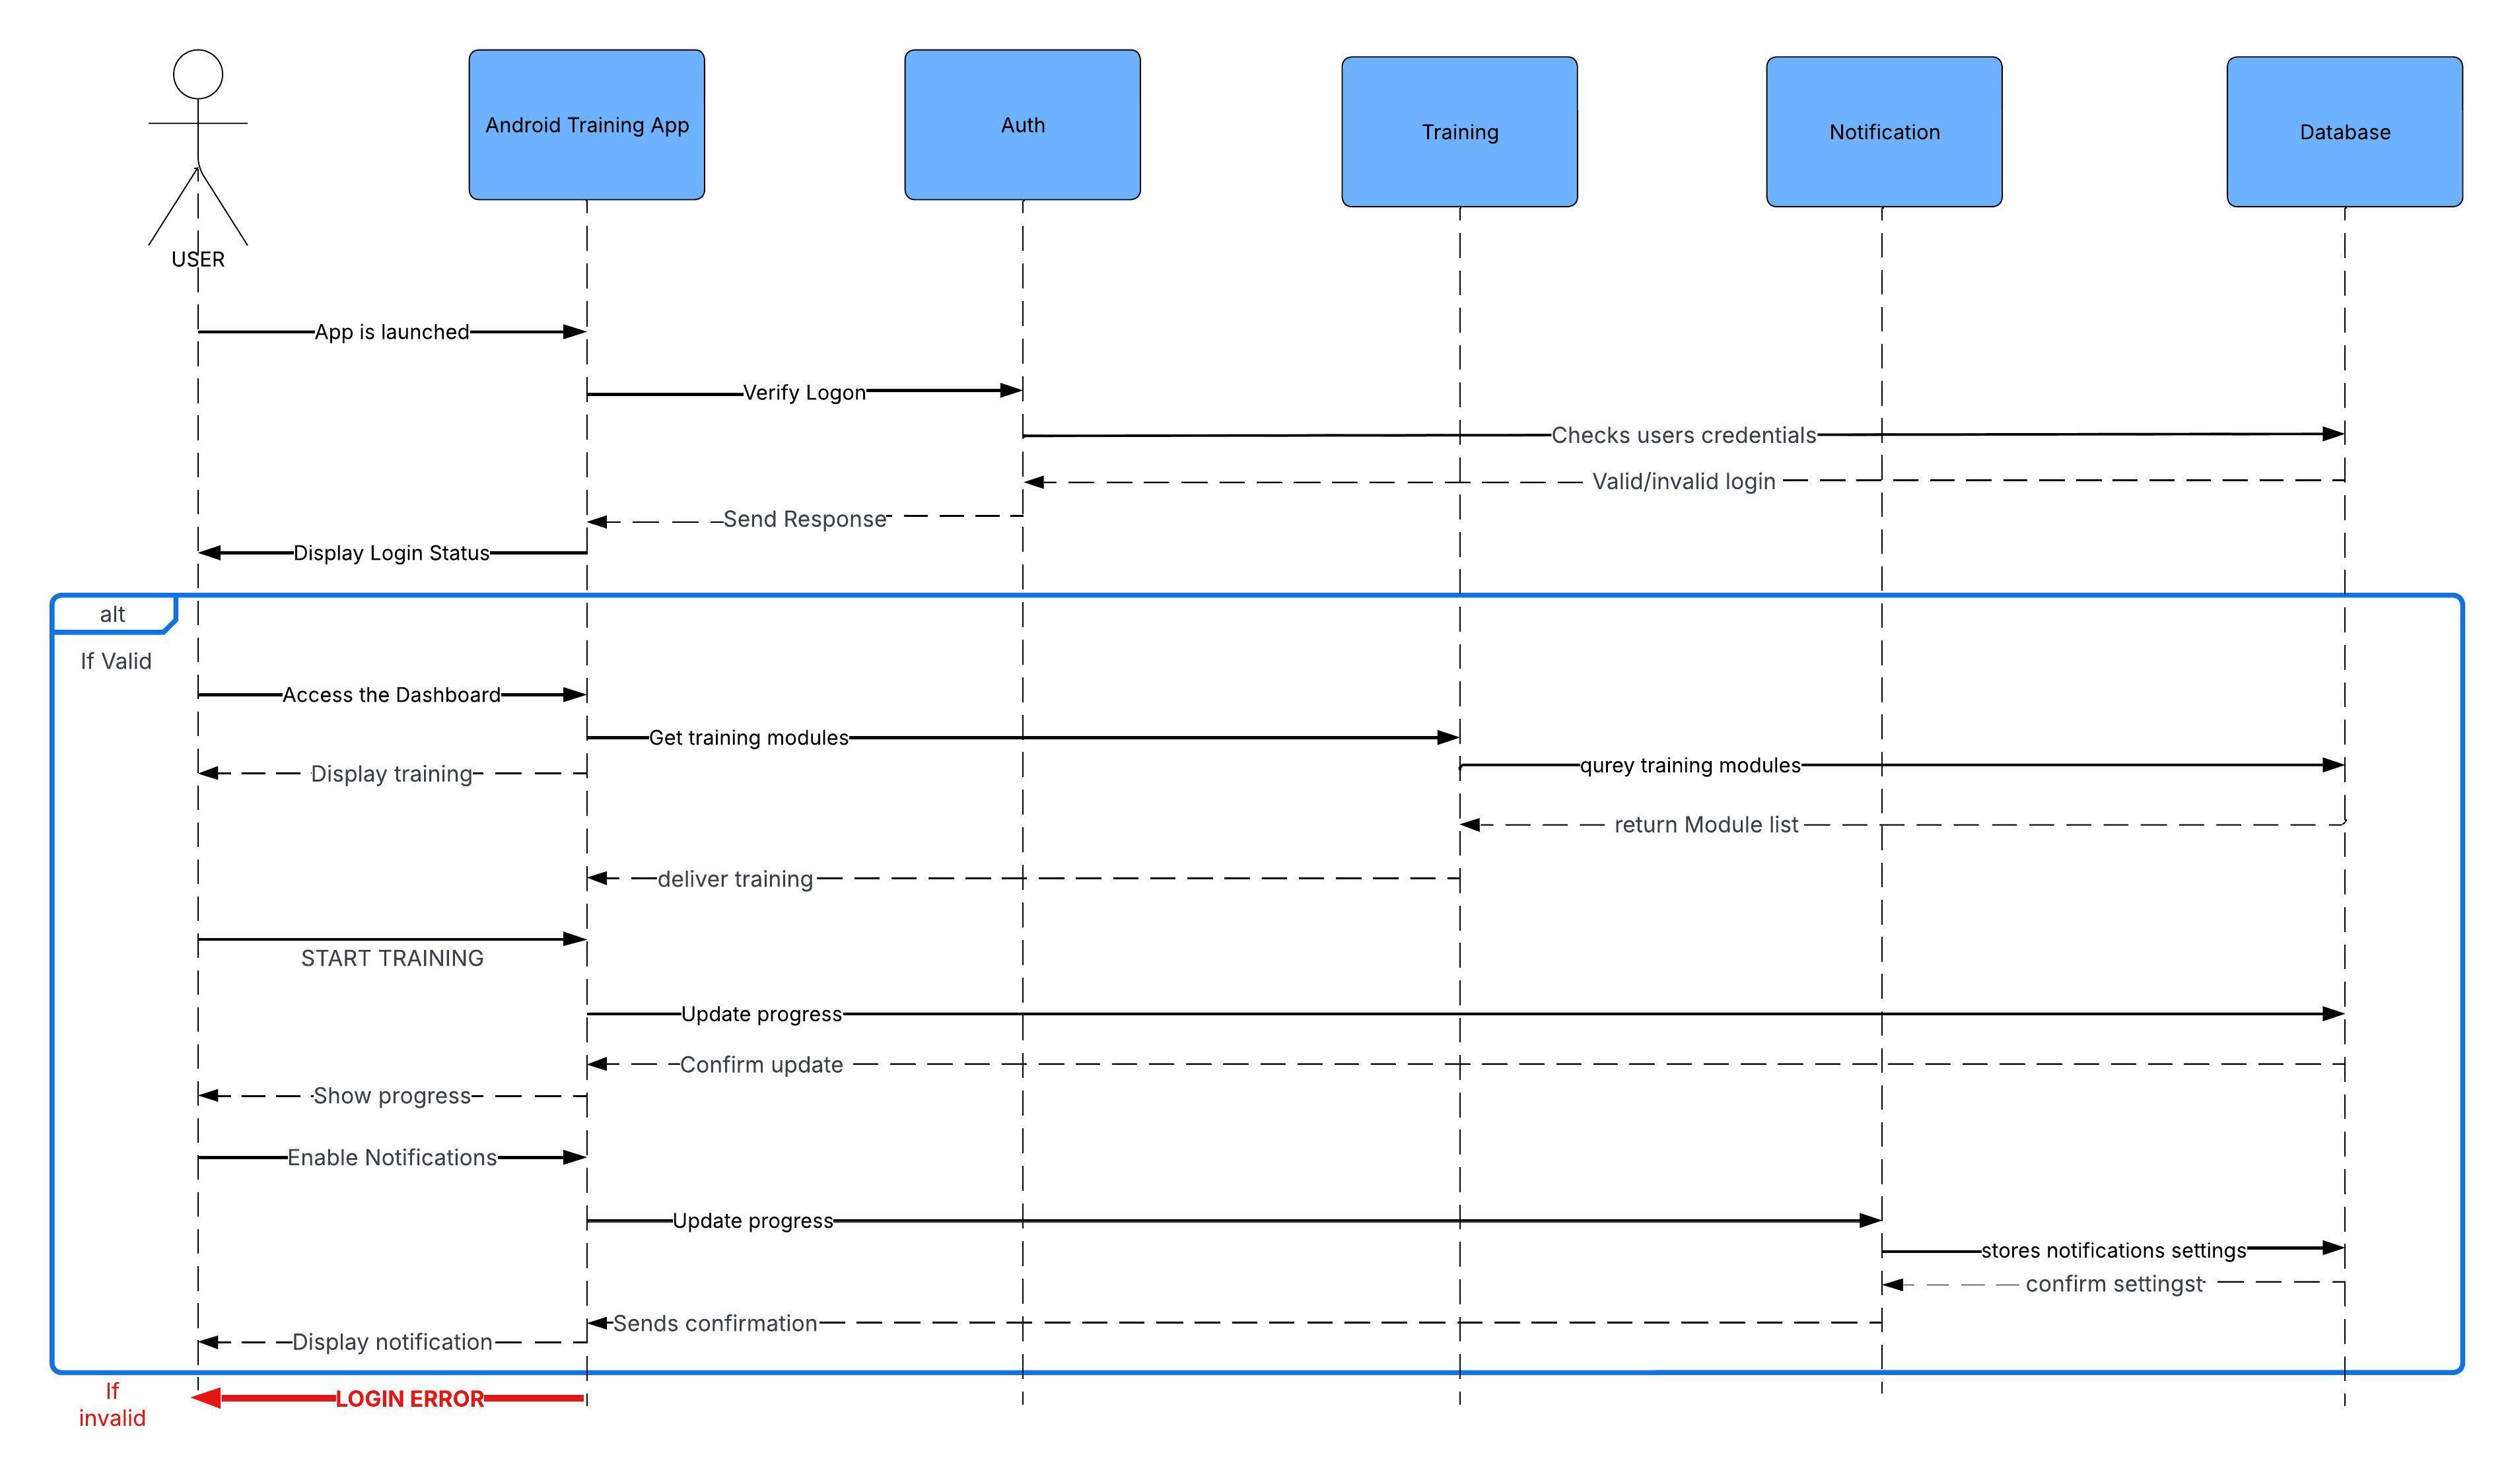 Android Training App
Auth
Training
Notification
Database
USER
App is launched
Verify Logon
Checks users credentials
Valid/invalid login
Send Response
Display Login Status
alt
If Valid
Access the Dashboard
Get training modules
qurey training modules
Display training
return Module list
deliver training
START TRAINING
Update progress
Confirm update
Show progress
Enable Notifications
Update progress
stores notifications settings
confirm settingst
Sends confirmation
Display notification
If
invalid
LOGIN ERROR